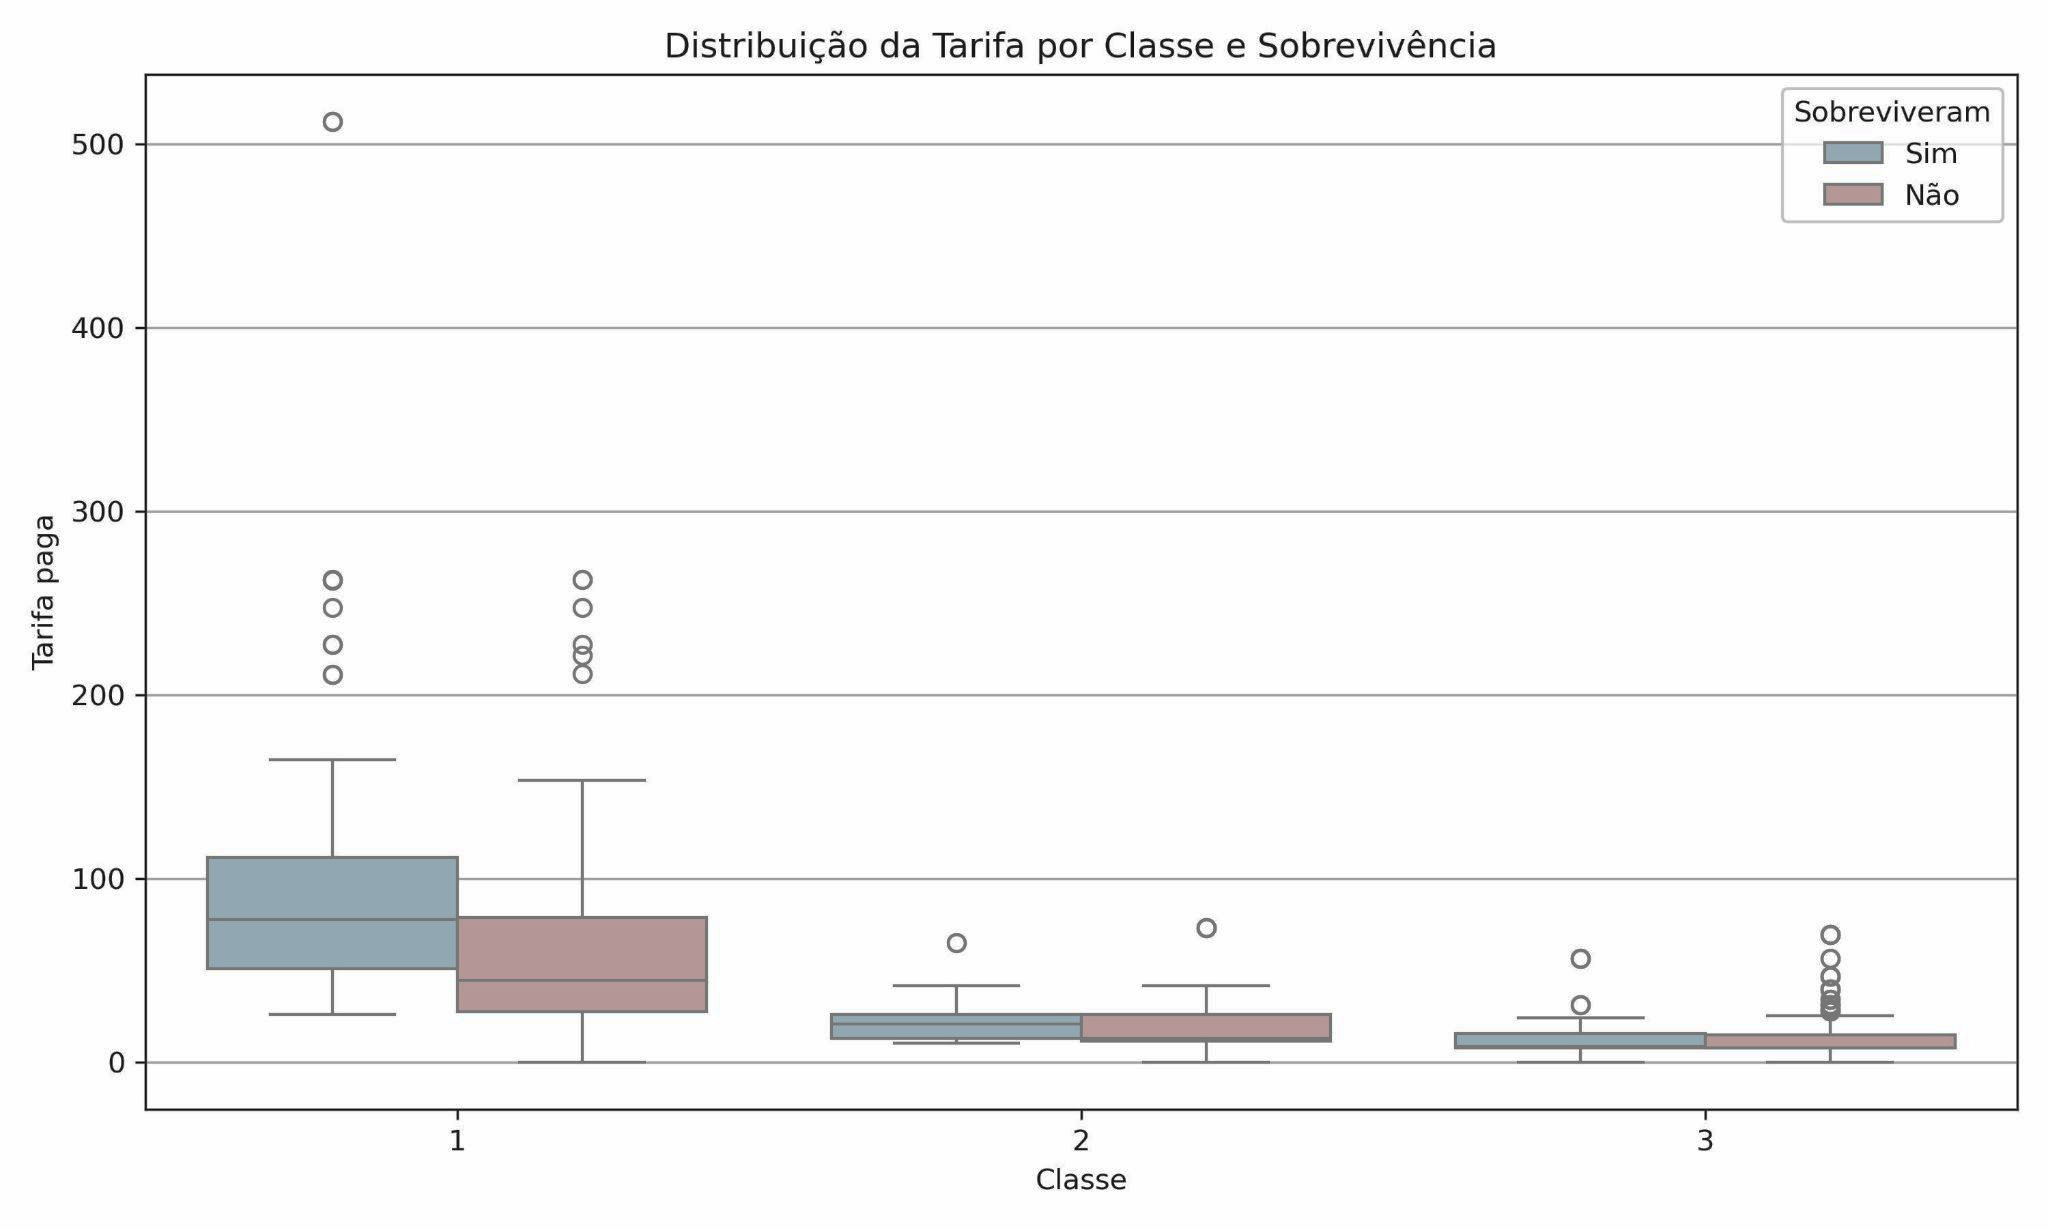 Distribuição da Tarifa por Classe e Sobrevivência
Sobreviveram
Sim
Não
Tarifa paga
500
400
300
200
100
0
1
2
3
Classe